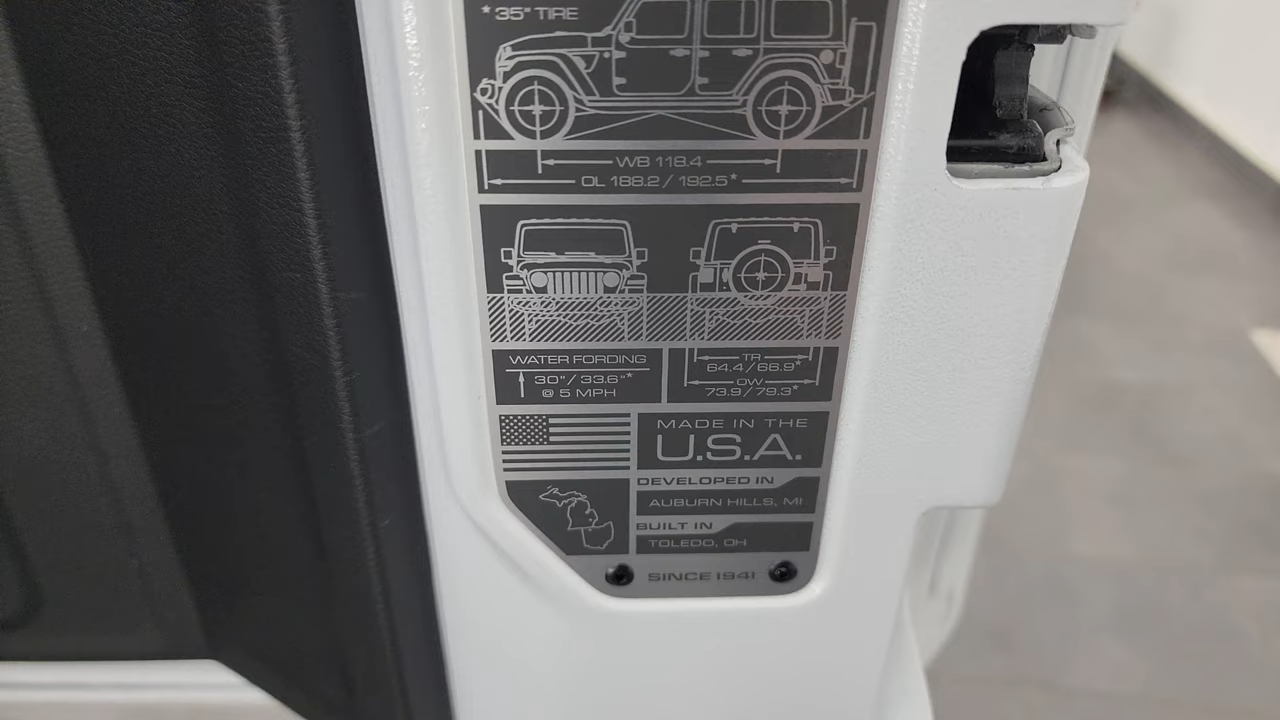 *35" TIRE
WB 118.4
OL 188.2 / 192.5*
WATER FORDING
30" / 33.6"*
@ 5 MPH
TR
64.4/66.9*
OW
73.9/79.3*
MADE IN THE
U.S.A.
DEVELOPED IN
AUBURN HILLS, MI
BUILT IN
TOLEDO, OH
SINCE 1941